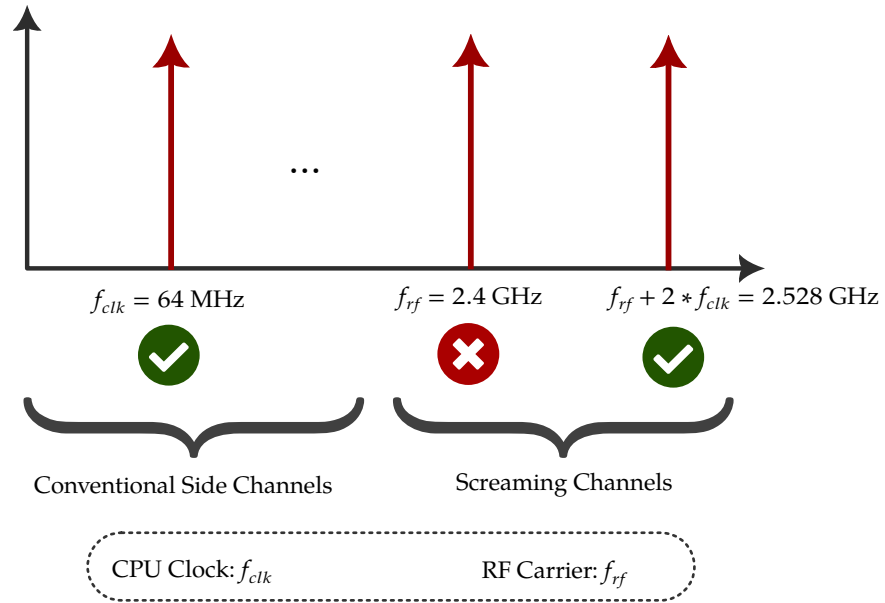 ...
f_clk = 64 MHz f_rf = 2.4 GHz f_rf + 2 * f_clk = 2.528 GHz
Conventional Side Channels Screaming Channels
CPU Clock: f_clk RF Carrier: f_rf